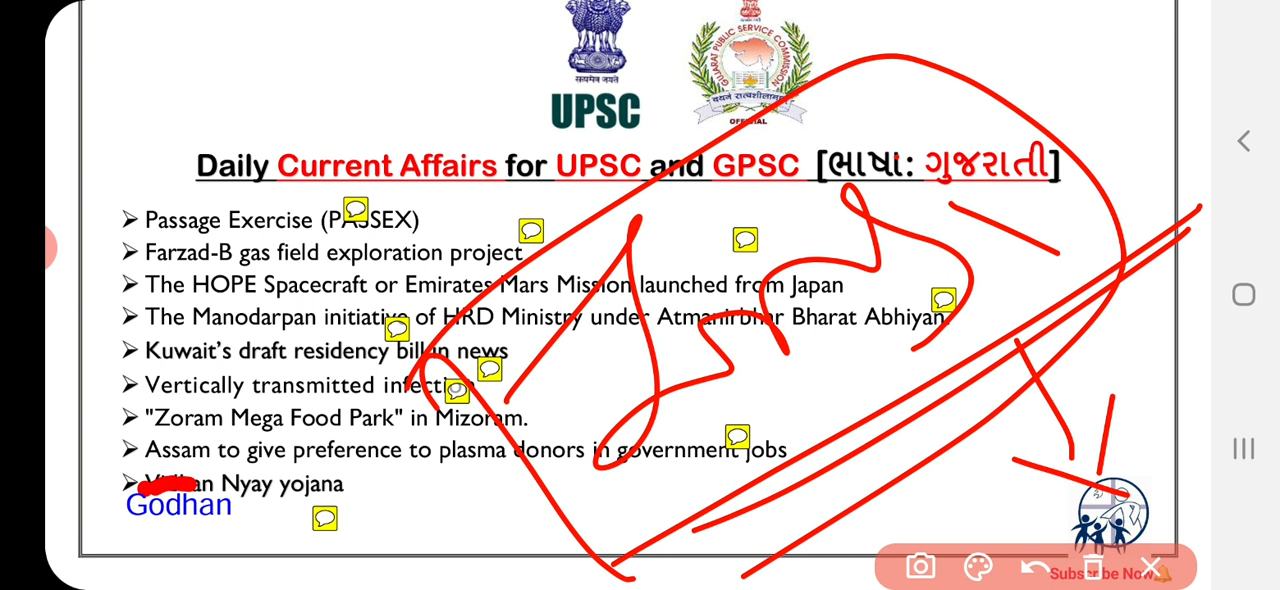 सत्यमेव जयते
UPSC
GUJARAT PUBLIC SERVICE COMMISSION
OFFICIAL
Daily Current Affairs for UPSC and GPSC [ભાષા: ગુજરાતી]
➢ Passage Exercise (PASSEX)
➢ Farzad-B gas field exploration project
➢ The HOPE Spacecraft or Emirates Mars Mission launched from Japan
➢ The Manodarpan initiative of HRD Ministry under Atmanirbhar Bharat Abhiyan.
➢ Kuwait's draft residency bill in news
➢ Vertically transmitted infection
➢ "Zoram Mega Food Park" in Mizoram.
➢ Assam to give preference to plasma donors in government jobs
➢ Nyay yojana
Godhan
Subscribe Now